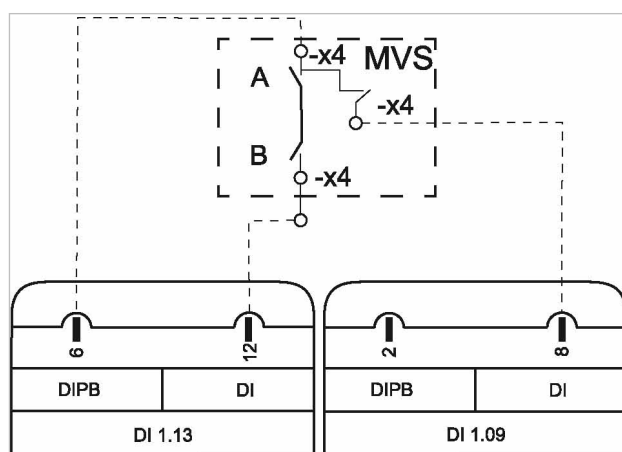 -x4 MVS
A
-x4
B
-x4
6 12 2 8
DIPB DI DIPB DI
DI 1.13 DI 1.09